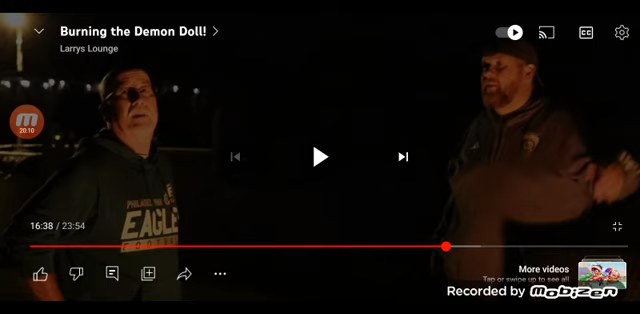 Burning the Demon Doll!
Larrys Lounge
CC
m
20:10
PHILADELPHIA
EAGLES
FOOTBALL
16:38 / 23:54
More videos
Tap or swipe up to see all
Recorded by mobizen